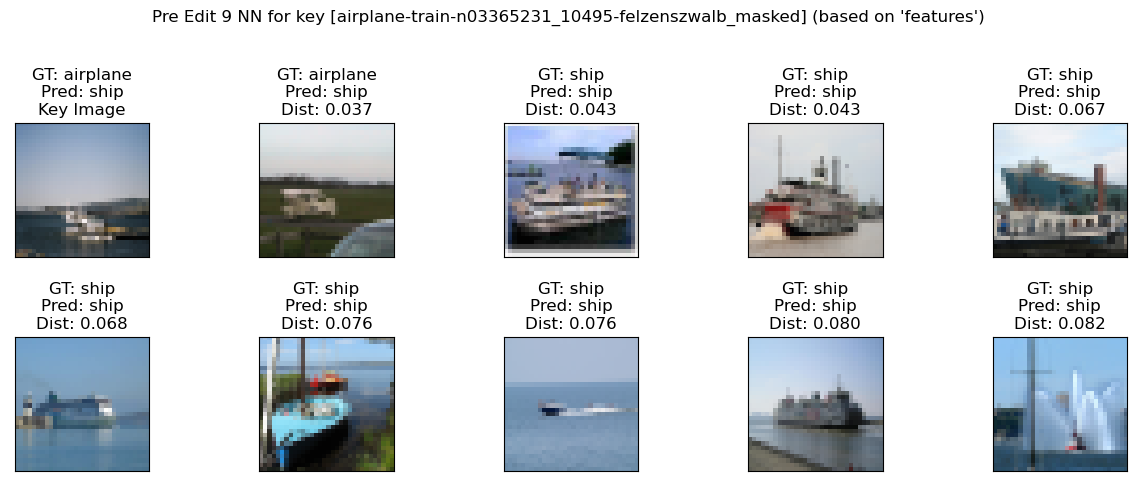 Pre Edit 9 NN for key [airplane-train-n03365231_10495-felzenszwalb_masked] (based on 'features')
GT: airplane
Pred: ship
Key Image
GT: airplane
Pred: ship
Dist: 0.037
GT: ship
Pred: ship
Dist: 0.043
GT: ship
Pred: ship
Dist: 0.043
GT: ship
Pred: ship
Dist: 0.067
GT: ship
Pred: ship
Dist: 0.068
GT: ship
Pred: ship
Dist: 0.076
GT: ship
Pred: ship
Dist: 0.076
GT: ship
Pred: ship
Dist: 0.080
GT: ship
Pred: ship
Dist: 0.082